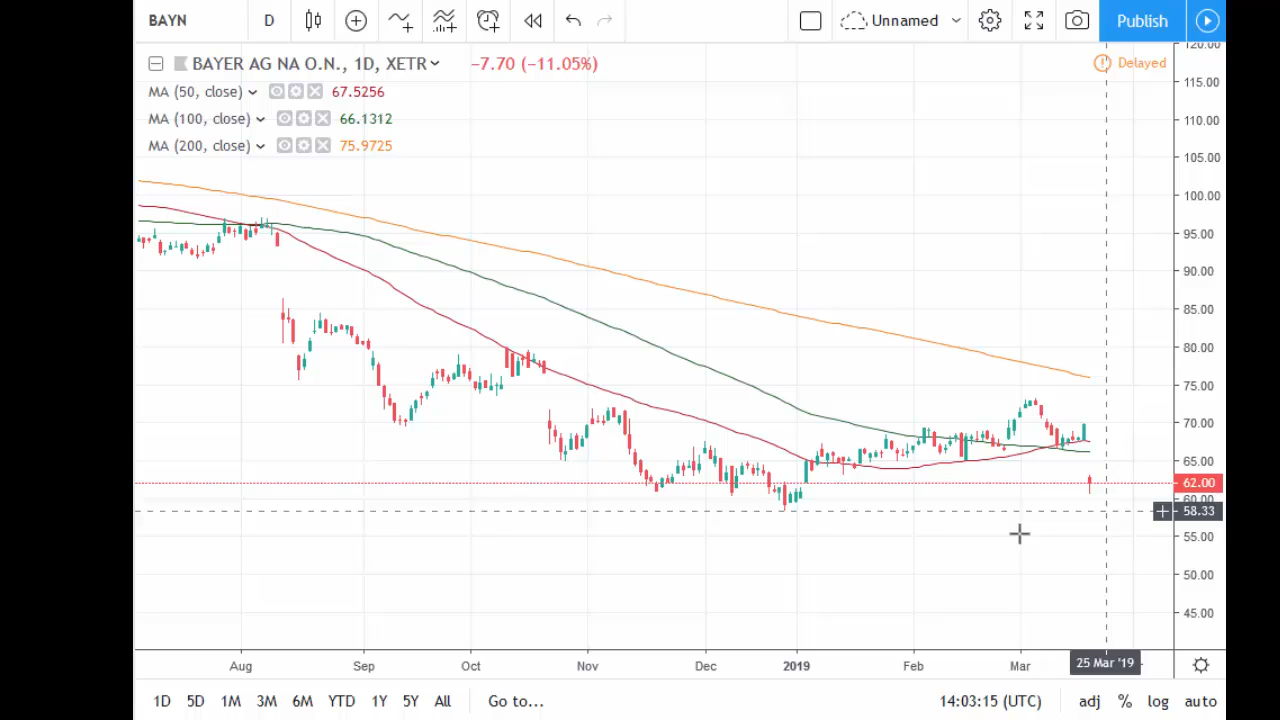 BAYN D Unnamed Publish
BAYER AG NA O.N., 1D, XETR −7.70 (−11.05%) Delayed
MA (50, close) 67.5256
MA (100, close) 66.1312
MA (200, close) 75.9725
120.00
115.00
110.00
105.00
100.00
95.00
90.00
85.00
80.00
75.00
70.00
65.00
62.00
60.00
58.33
55.00
50.00
45.00
Aug Sep Oct Nov Dec 2019 Feb Mar 25 Mar '19
1D 5D 1M 3M 6M YTD 1Y 5Y All Go to... 14:03:15 (UTC) adj % log auto